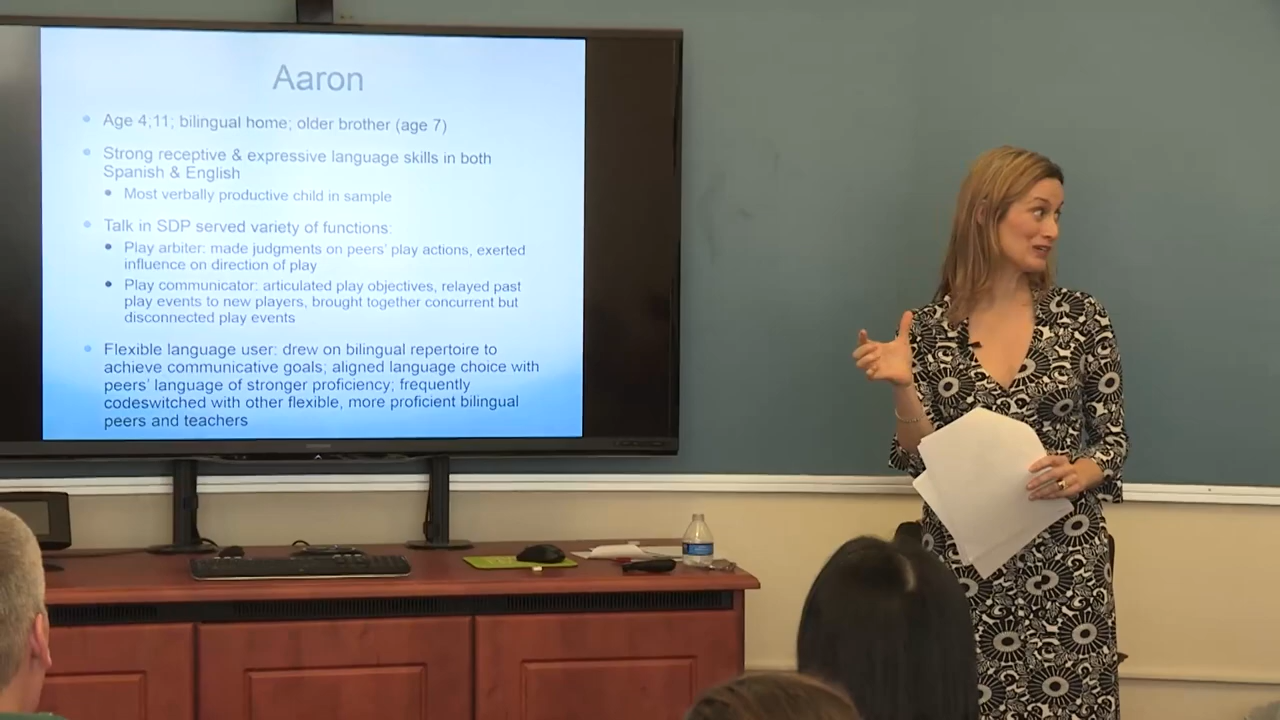 Aaron
Age 4;11; bilingual home; older brother (age 7)
Strong receptive & expressive language skills in both
Spanish & English
Most verbally productive child in sample
Talk in SDP served variety of functions:
Play arbiter: made judgments on peers' play actions, exerted
influence on direction of play
Play communicator: articulated play objectives, relayed past
play events to new players, brought together concurrent but
disconnected play events
Flexible language user: drew on bilingual repertoire to
achieve communicative goals; aligned language choice with
peers' language of stronger proficiency; frequently
codeswitched with other flexible, more proficient bilingual
peers and teachers